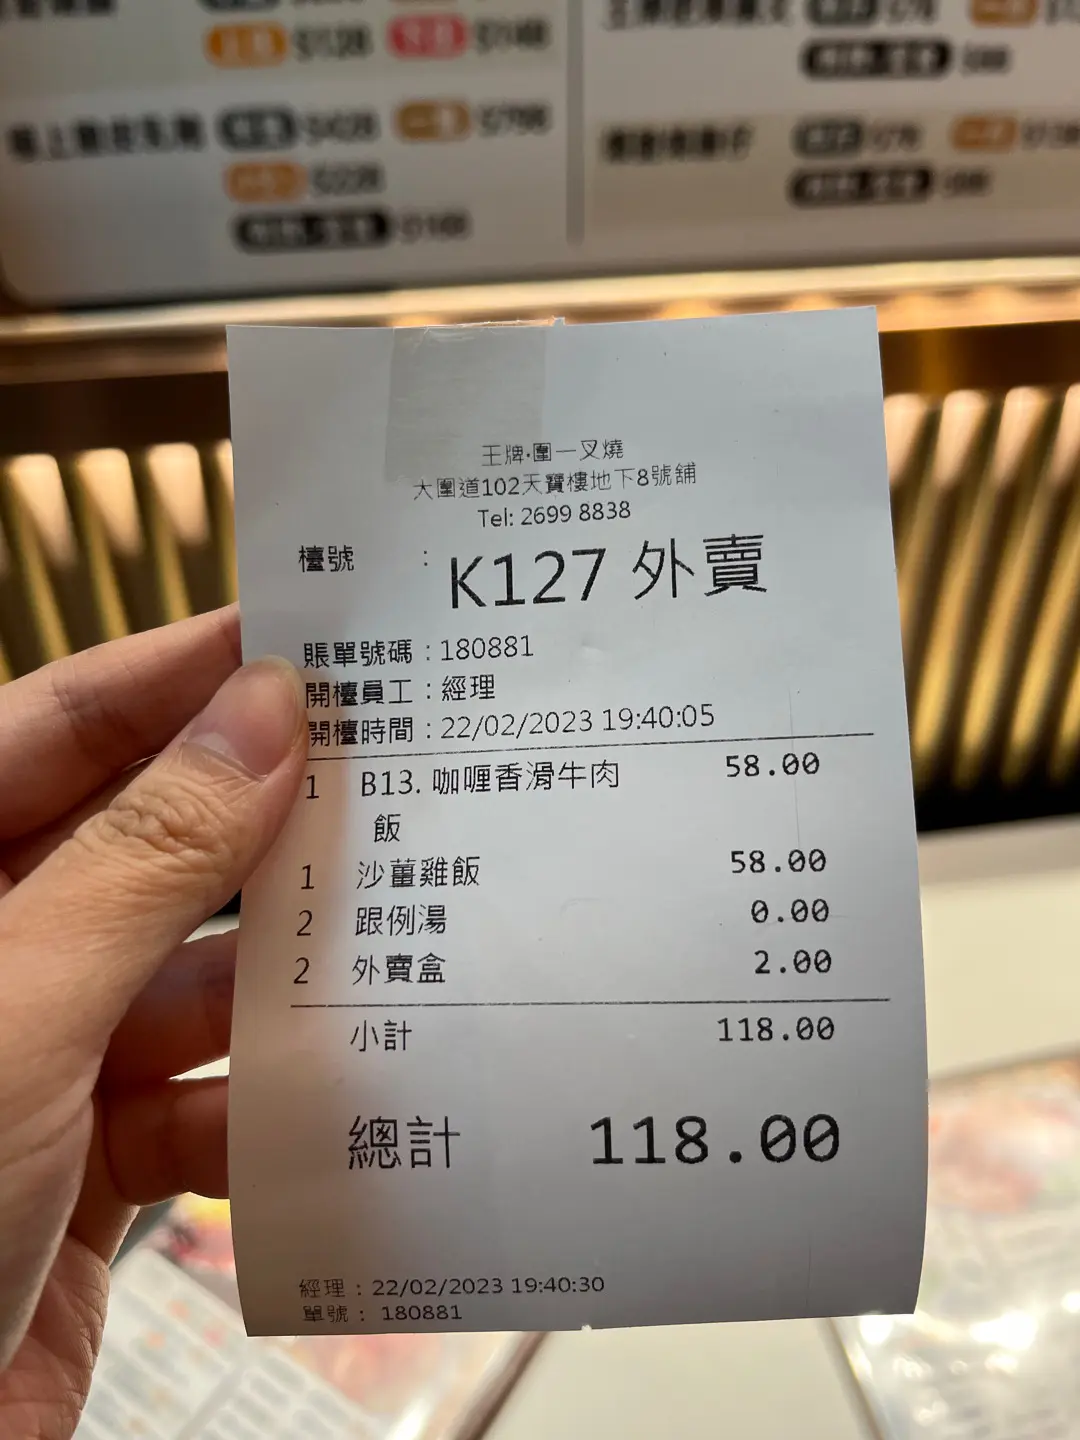 王牌·圍一叉燒
大圍道102天寶樓地下8號舖
Tel: 2699 8838
檯號 : K127 外賣
賬單號碼 : 180881
開檯員工 : 經理
開檯時間 : 22/02/2023 19:40:05
1 B13. 咖喱香滑牛肉 58.00
飯
1 沙薑雞飯 58.00
2 跟例湯 0.00
2 外賣盒 2.00
小計 118.00
總計 118.00
經理 : 22/02/2023 19:40:30
單號 : 180881